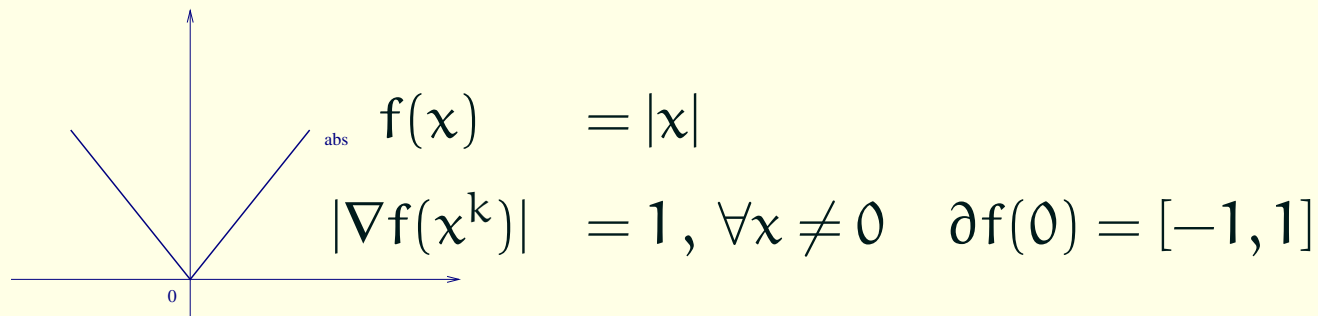 abs
f(x) = |x|
|∇f(x^k)| = 1, ∀x ≠ 0 ∂f(0) = [−1, 1]
0